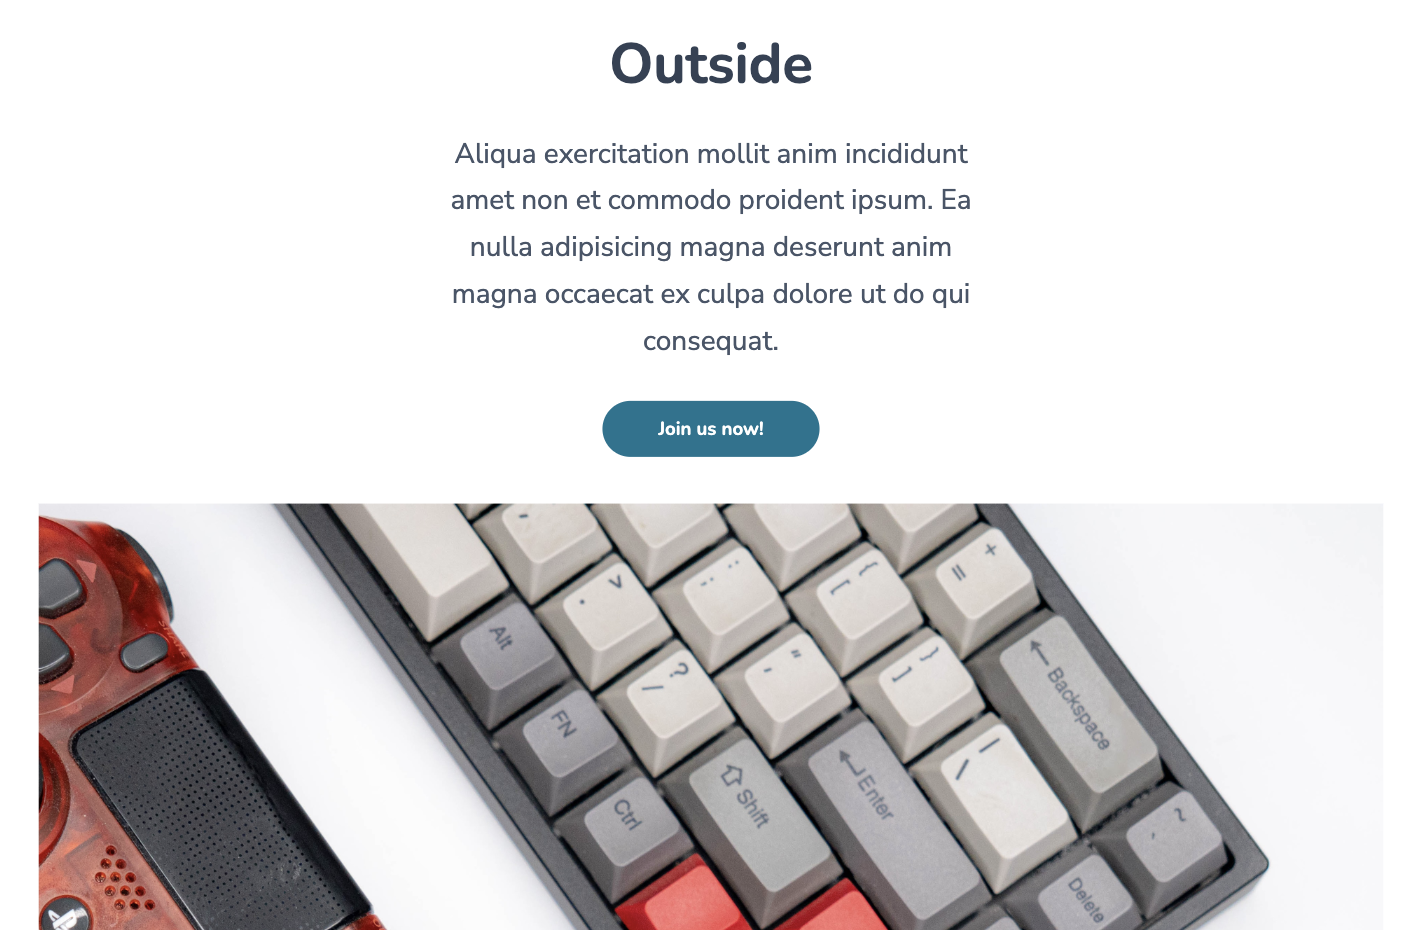 Outside
Aliqua exercitation mollit anim incididunt
amet non et commodo proident ipsum. Ea
nulla adipisicing magna deserunt anim
magna occaecat ex culpa dolore ut do qui
consequat.
Join us now!
SHARE
Alt
FN
Ctrl
. >
; :
[ {
= +
/ ?
' "
] }
← Backspace
⇧ Shift
↵ Enter
\ |
~
Delete